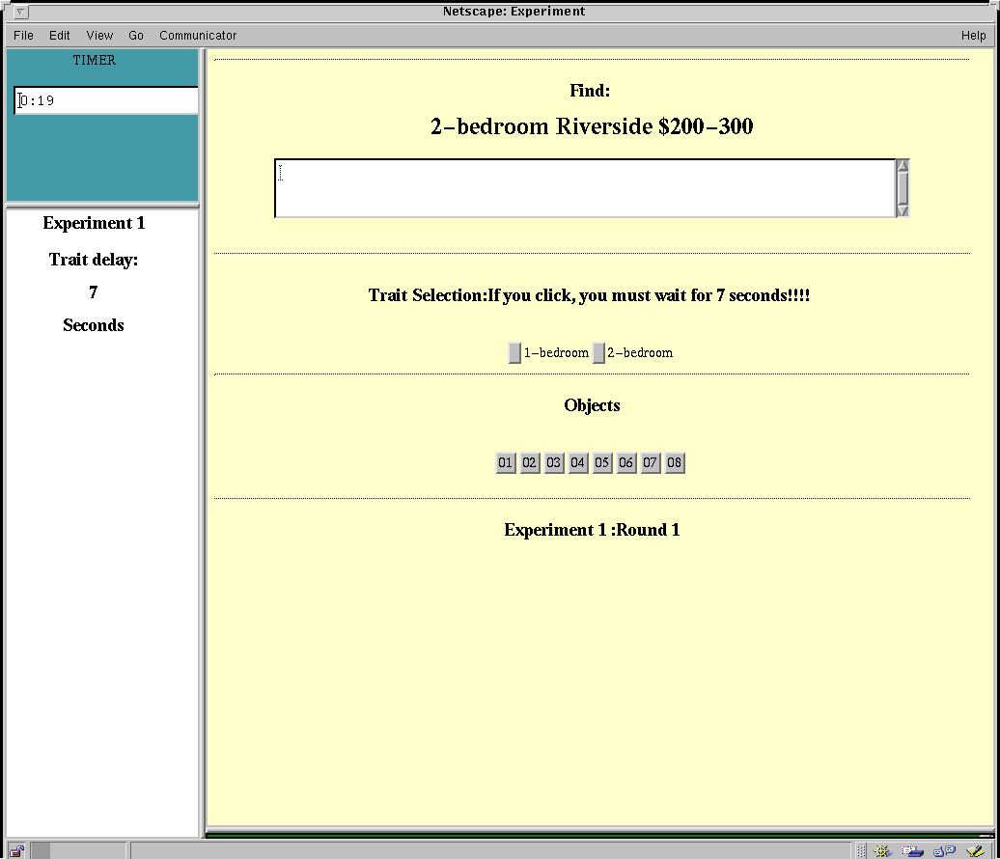 Netscape: Experiment
File Edit View Go Communicator Help
TIMER
0:19
Experiment 1
Trait delay:
7
Seconds
Find:
2-bedroom Riverside $200-300
Trait Selection:If you click, you must wait for 7 seconds!!!!
1-bedroom 2-bedroom
Objects
01 02 03 04 05 06 07 08
Experiment 1 :Round 1